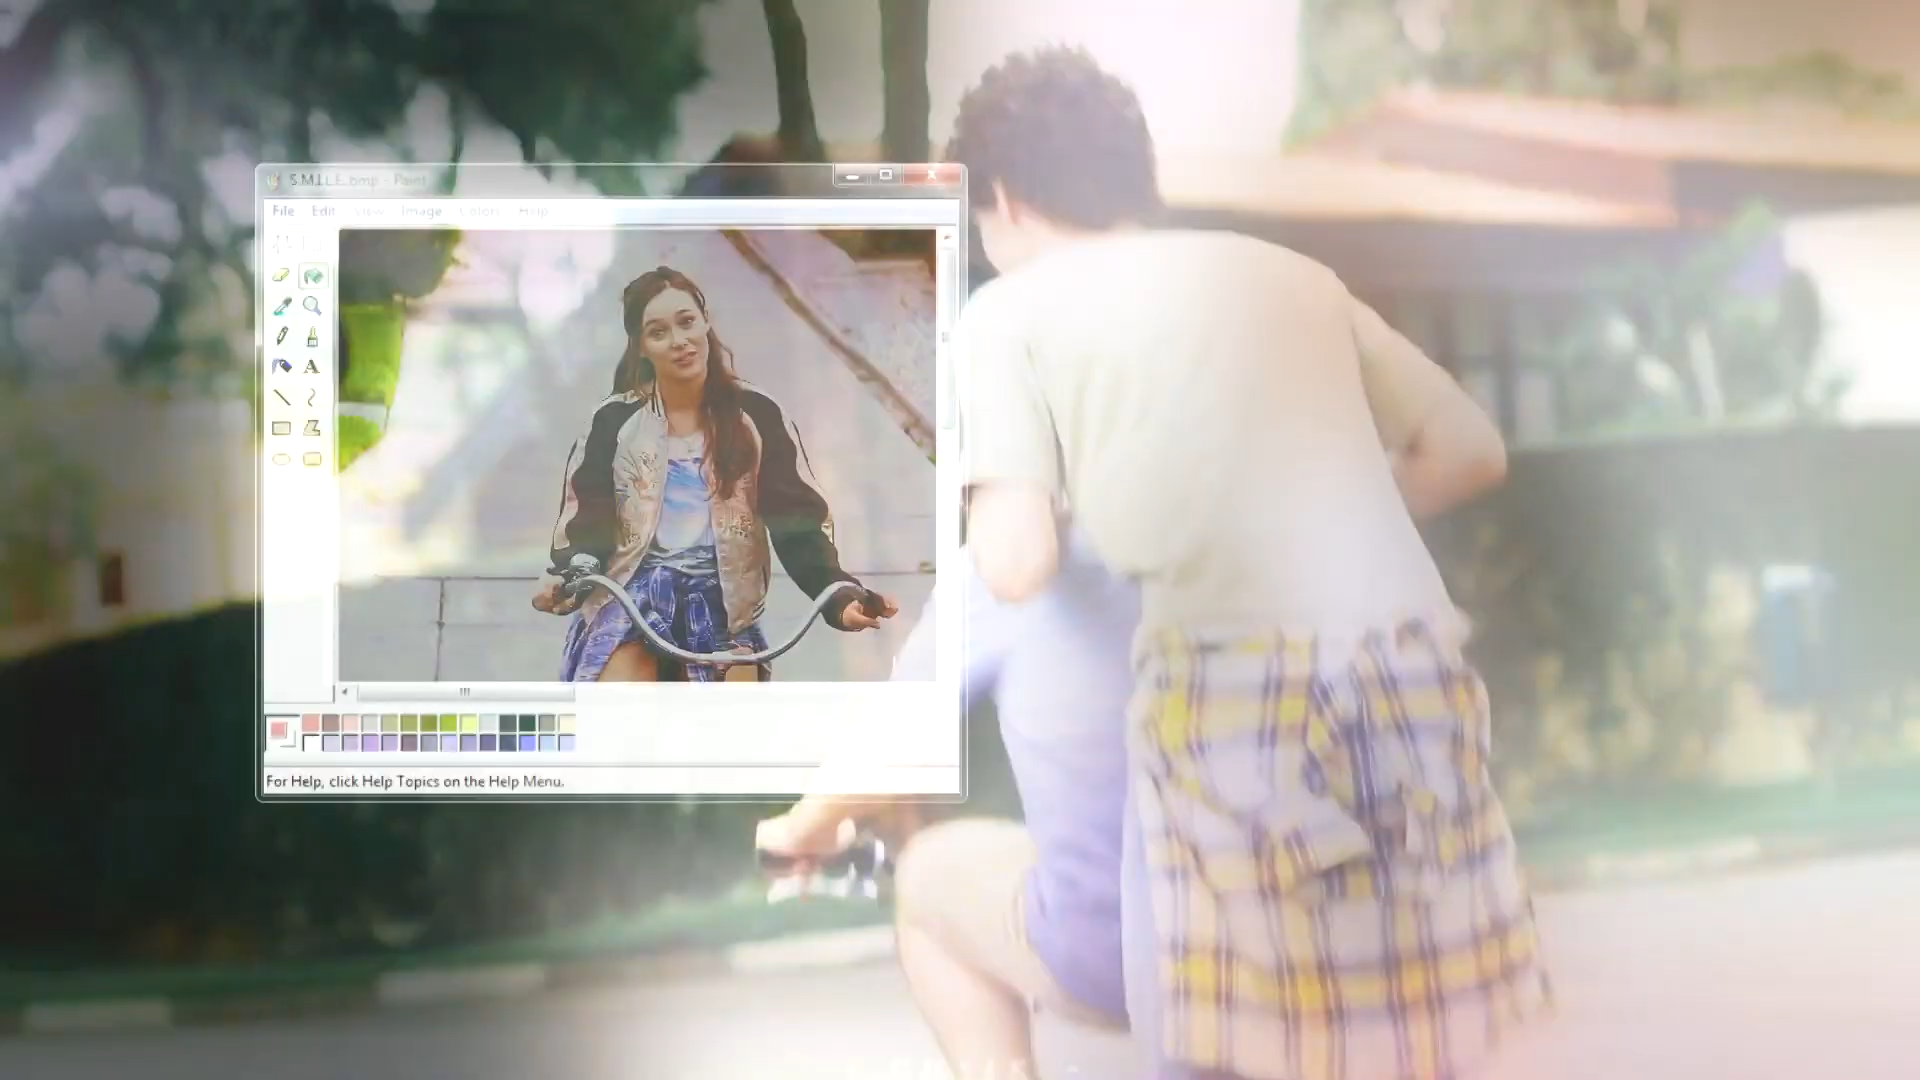 S.M.I.L.E.bmp - Paint
File Edit View Image Colors Help
A
For Help, click Help Topics on the Help Menu.